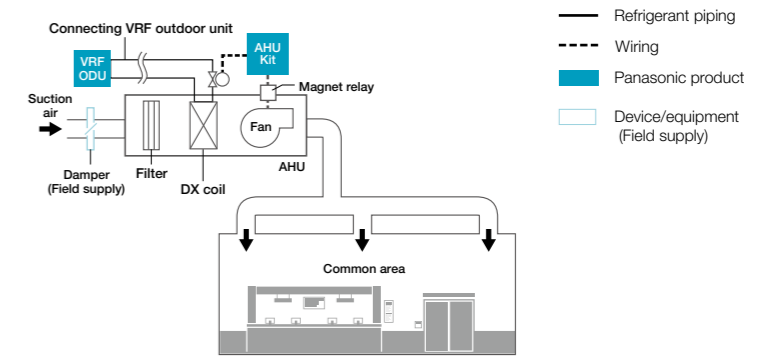 Connecting VRF outdoor unit
VRF
ODU
AHU
Kit
Magnet relay
Suction
air
Fan
Damper
(Field supply)
Filter
DX coil
AHU
Common area
Refrigerant piping
Wiring
Panasonic product
Device/equipment
(Field supply)